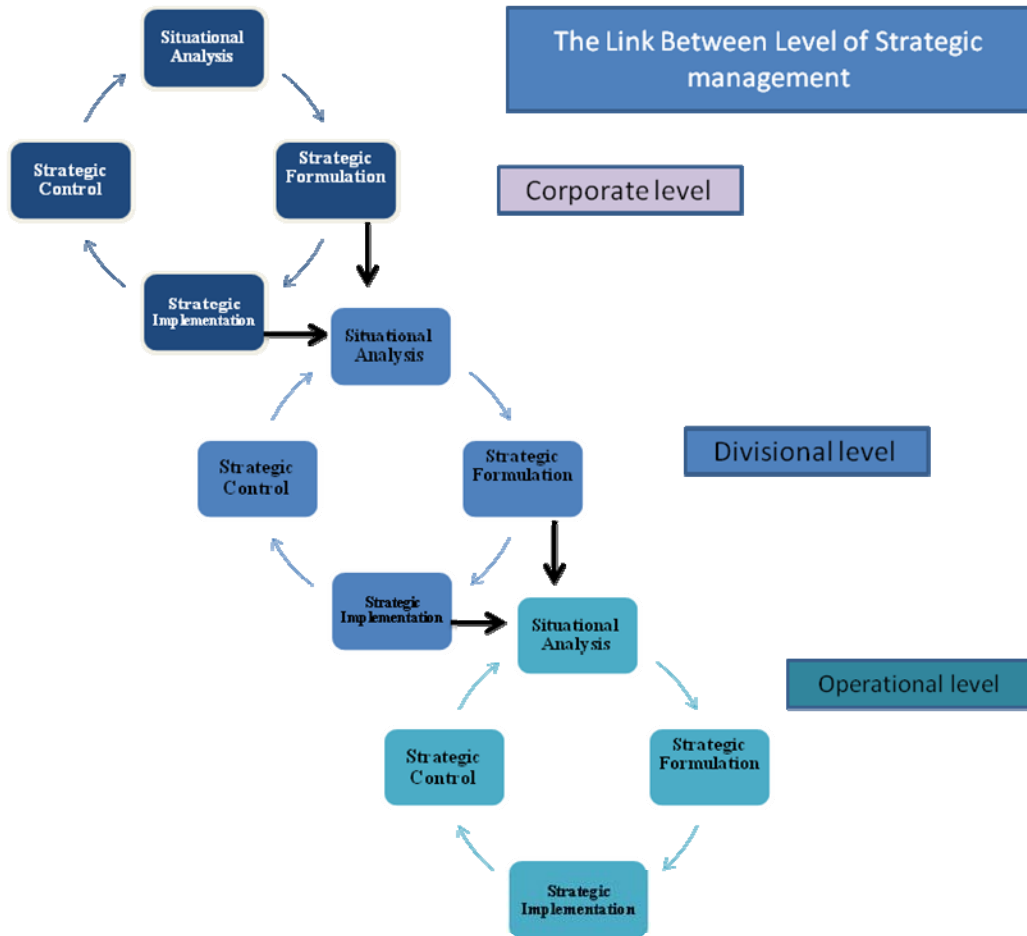 The Link Between Level of Strategic
management
Situational
Analysis
Strategic
Control
Strategic
Formulation
Strategic
Implementation
Corporate level
Situational
Analysis
Strategic
Control
Strategic
Formulation
Strategic
Implementation
Divisional level
Situational
Analysis
Strategic
Control
Strategic
Formulation
Strategic
Implementation
Operational level